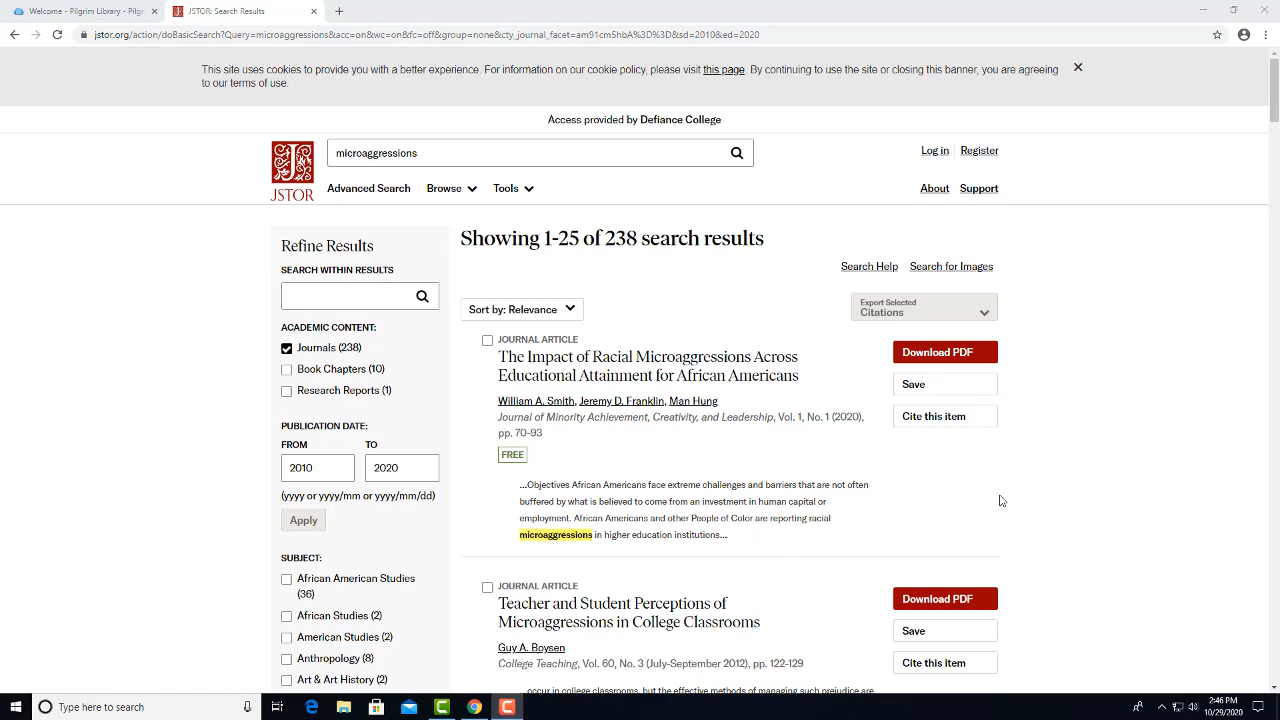 Welcome - Pilgrim Library - Pilgri
JSTOR: Search Results
jstor.org/action/doBasicSearch?Query=microaggressions&acc=on&wc=on&fc=off&group=none&cty_journal_facet=am91cm5hbA%3D%3D&sd=2010&ed=2020
This site uses cookies to provide you with a better experience. For information on our cookie policy, please visit this page. By continuing to use the site or closing this banner, you are agreeing
to our terms of use.
Access provided by Defiance College
microaggressions
Log in Register
JSTOR
Advanced Search Browse Tools
About Support
Refine Results
SEARCH WITHIN RESULTS
ACADEMIC CONTENT:
Journals (238)
Book Chapters (10)
Research Reports (1)
PUBLICATION DATE:
FROM TO
2010 2020
(yyyy or yyyy/mm or yyyy/mm/dd)
Apply
SUBJECT:
African American Studies
(36)
African Studies (2)
American Studies (2)
Anthropology (8)
Art & Art History (2)
Showing 1-25 of 238 search results
Search Help Search for Images
Sort by: Relevance
Export Selected
Citations
JOURNAL ARTICLE
The Impact of Racial Microaggressions Across
Educational Attainment for African Americans
William A. Smith, Jeremy D. Franklin, Man Hung
Journal of Minority Achievement, Creativity, and Leadership, Vol. 1, No. 1 (2020),
pp. 70-93
FREE
...Objectives African Americans face extreme challenges and barriers that are not often
buffered by what is believed to come from an investment in human capital or
employment. African Americans and other People of Color are reporting racial
microaggressions in higher education institutions...
Download PDF
Save
Cite this item
JOURNAL ARTICLE
Teacher and Student Perceptions of
Microaggressions in College Classrooms
Guy A. Boysen
College Teaching, Vol. 60, No. 3 (July-September 2012), pp. 122-129
...occur in college classrooms, but the effective methods of managing such prejudice are
Download PDF
Save
Cite this item
Type here to search
2:46 PM
10/29/2020